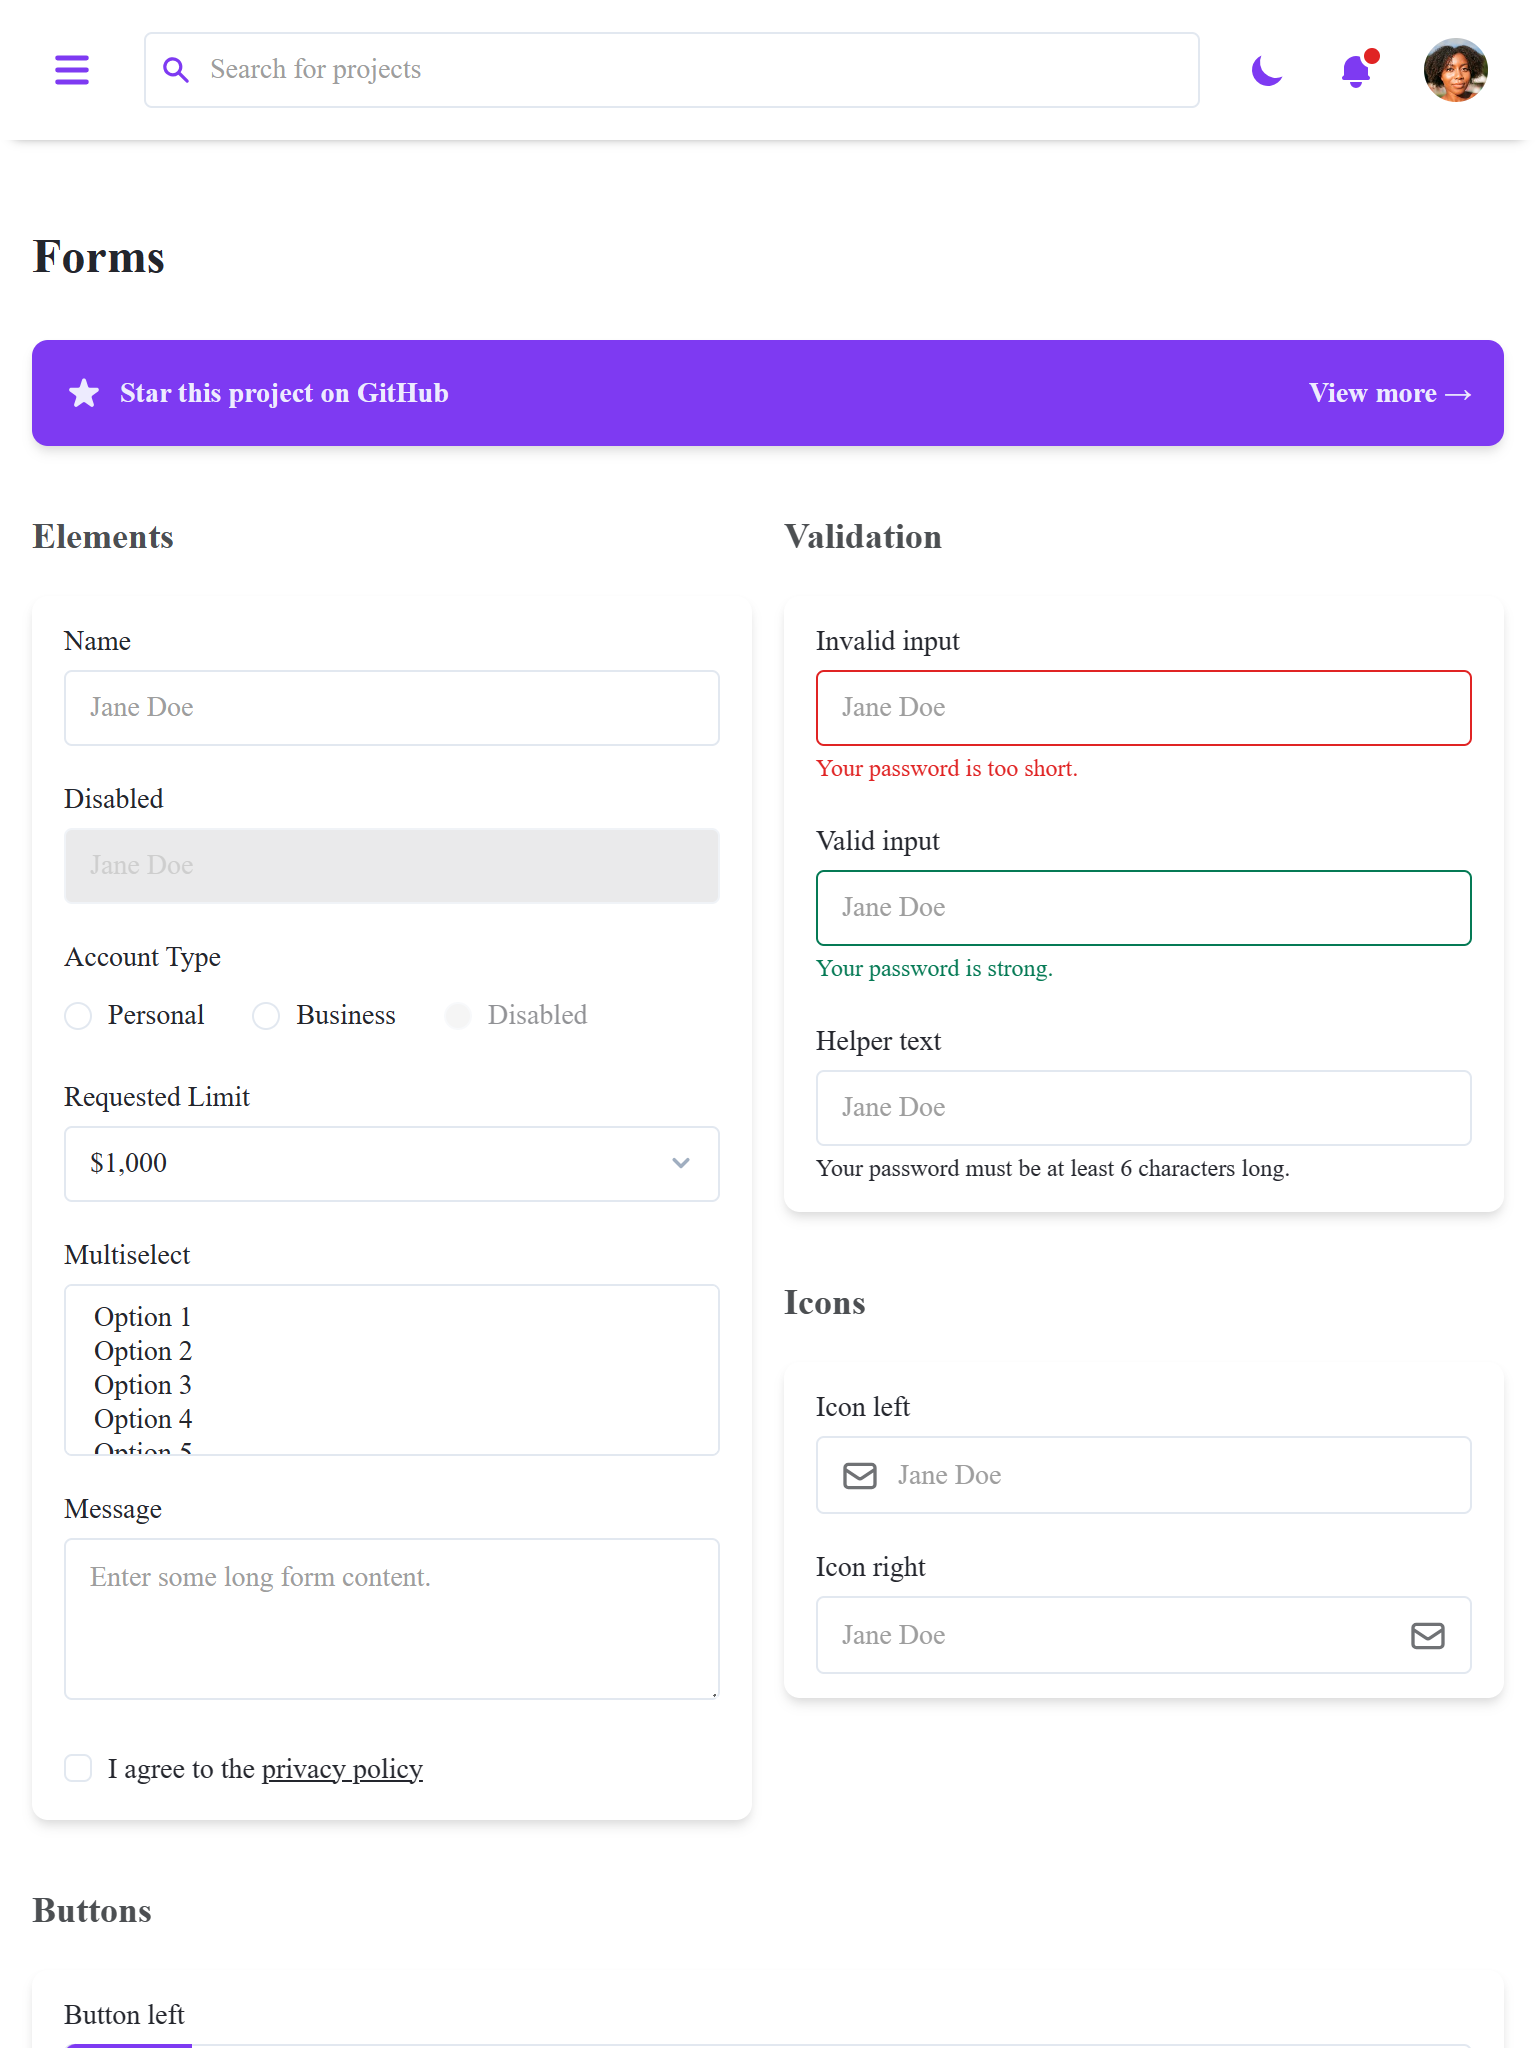 Search for projects
Forms
Star this project on GitHub
View more →
Elements
Name
Jane Doe
Disabled
Jane Doe
Account Type
Personal
Business
Disabled
Requested Limit
$1,000
Multiselect
Option 1
Option 2
Option 3
Option 4
Option 5
Message
Enter some long form content.
I agree to the privacy policy
Validation
Invalid input
Jane Doe
Your password is too short.
Valid input
Jane Doe
Your password is strong.
Helper text
Jane Doe
Your password must be at least 6 characters long.
Icons
Icon left
Jane Doe
Icon right
Jane Doe
Buttons
Button left